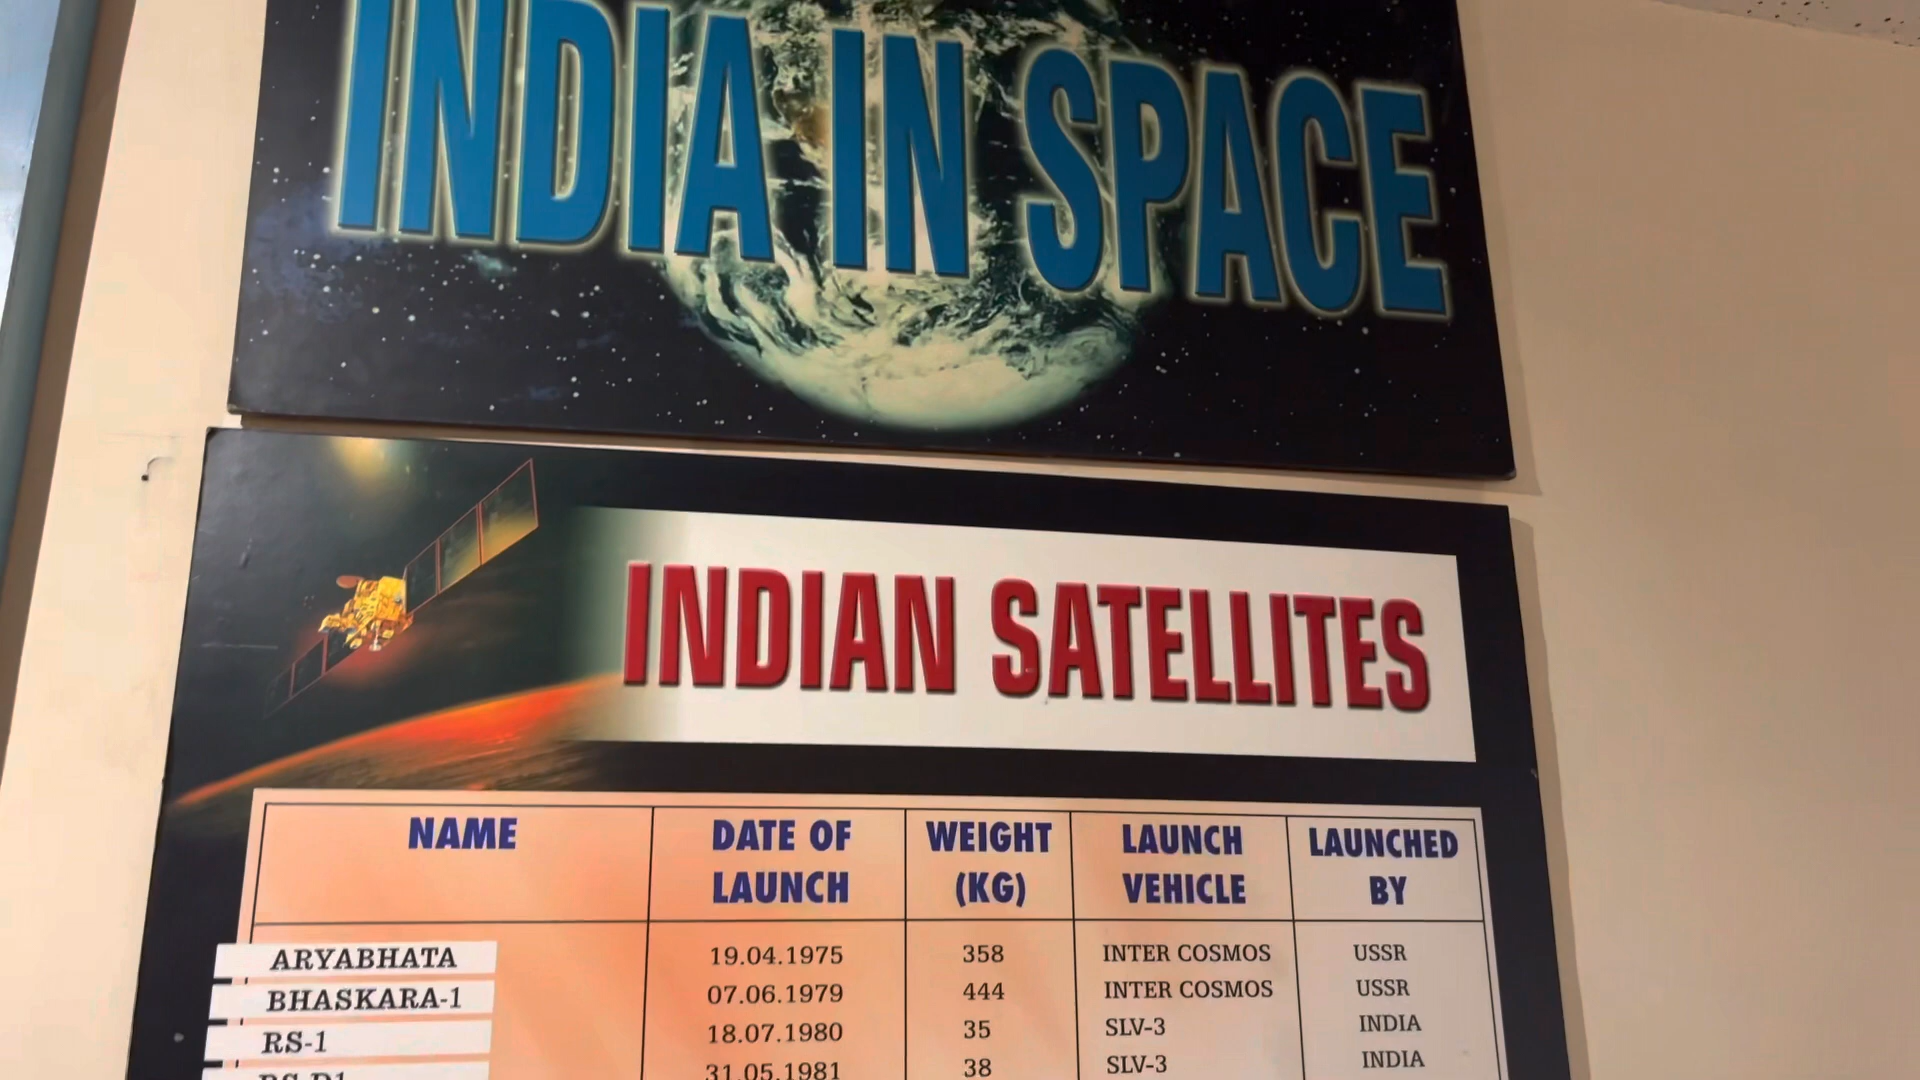 INDIA IN SPACE
INDIAN SATELLITES
NAME DATE OF LAUNCH WEIGHT (KG) LAUNCH VEHICLE LAUNCHED BY
ARYABHATA 19.04.1975 358 INTER COSMOS USSR
BHASKARA-1 07.06.1979 444 INTER COSMOS USSR
RS-1 18.07.1980 35 SLV-3 INDIA
RS-D1 31.05.1981 38 SLV-3 INDIA